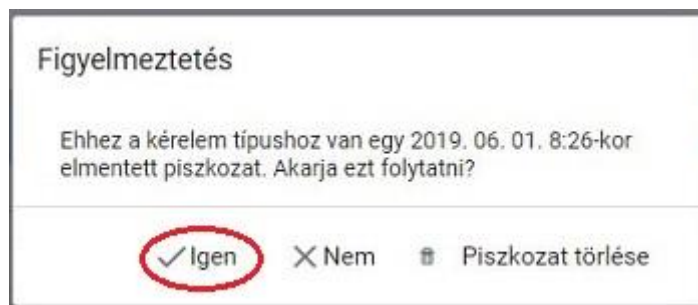 Figyelmeztetés
Ehhez a kérelem típushoz van egy 2019. 06. 01. 8:26-kor
elmentett piszkozat. Akarja ezt folytatni?
Igen Nem Piszkozat törlése